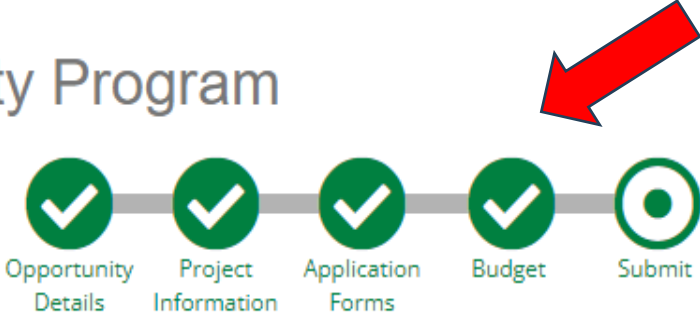 ty Program
Opportunity Project Application Budget Submit
Details Information Forms